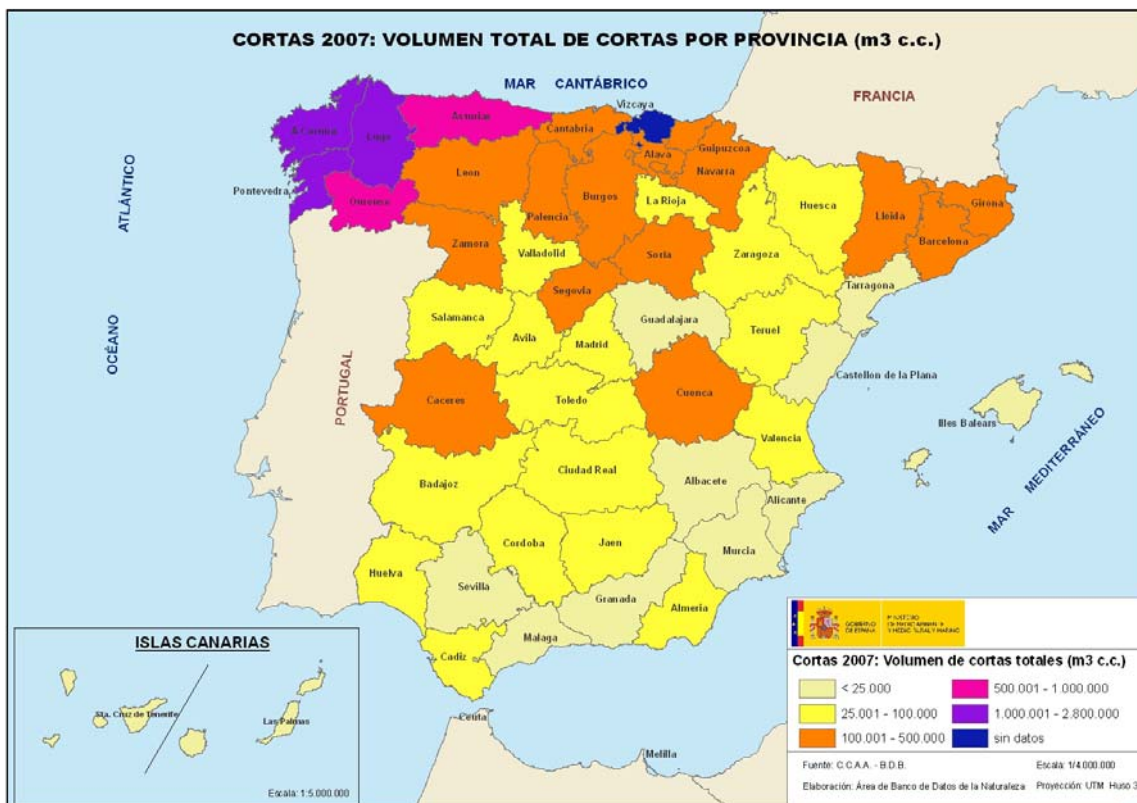 CORTAS 2007: VOLUMEN TOTAL DE CORTAS POR PROVINCIA (m3 c.c.)
MAR CANTÁBRICO
FRANCIA
Vizcaya
A Coruña
Lugo
Asturias
Cantabria
Guipuzcoa
Alava
Navarra
Pontevedra
Ourense
Leon
Palencia
Burgos
La Rioja
Huesca
Lleida
Girona
Barcelona
Zamora
Valladolid
Soria
Zaragoza
Segovia
Tarragona
Salamanca
Avila
Madrid
Guadalajara
Teruel
Castellon de la Plana
Caceres
Toledo
Cuenca
Valencia
Illes Balears
Badajoz
Ciudad Real
Albacete
Alicante
Cordoba
Jaen
Murcia
Huelva
Sevilla
Granada
Almeria
Malaga
Cadiz
Ceuta
Melilla
OCÉANO ATLÁNTICO
PORTUGAL
MAR MEDITERRÁNEO
ISLAS CANARIAS
Sta. Cruz de Tenerife
Las Palmas
Escala: 1:5.000.000
GOBIERNO
DE ESPAÑA
Cortas 2007: Volumen de cortas totales (m3 c.c.)
< 25.000
25.001 - 100.000
100.001 - 500.000
500.001 - 1.000.000
1.000.001 - 2.800.000
sin datos
Fuente: C.C.A.A. - B.D.B.
Escala: 1/4.000.000
Elaboración: Área de Banco de Datos de la Naturaleza
Proyección: UTM Huso 3